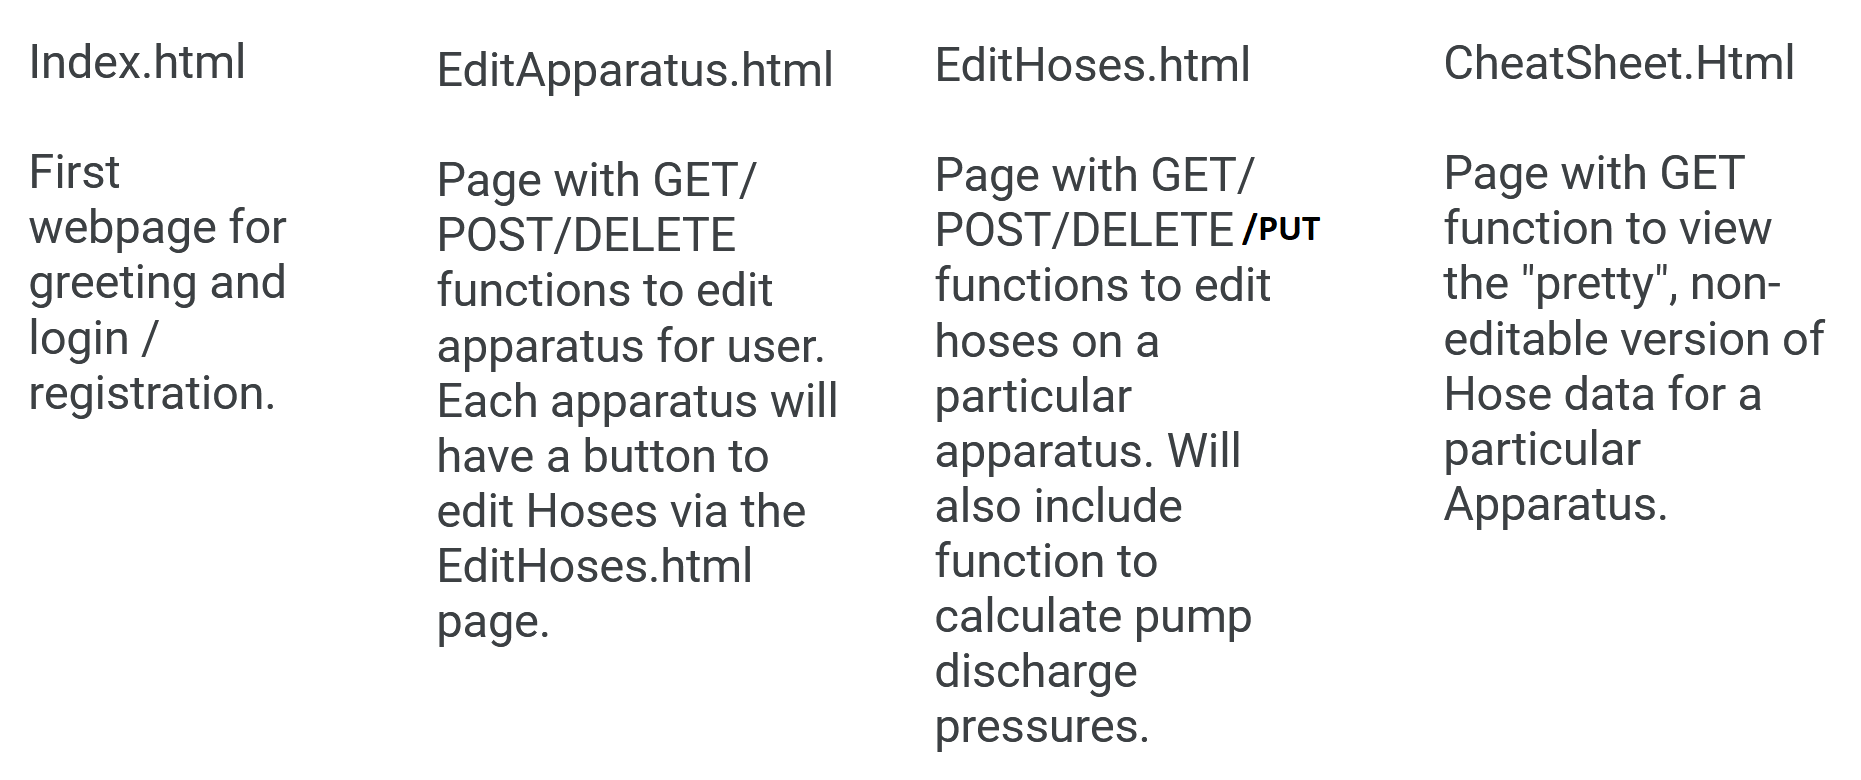 Index.html
First
webpage for
greeting and
login /
registration.
EditApparatus.html
Page with GET/
POST/DELETE
functions to edit
apparatus for user.
Each apparatus will
have a button to
edit Hoses via the
EditHoses.html
page.
EditHoses.html
Page with GET/
POST/DELETE /PUT
functions to edit
hoses on a
particular
apparatus. Will
also include
function to
calculate pump
discharge
pressures.
CheatSheet.Html
Page with GET
function to view
the "pretty", non-
editable version of
Hose data for a
particular
Apparatus.